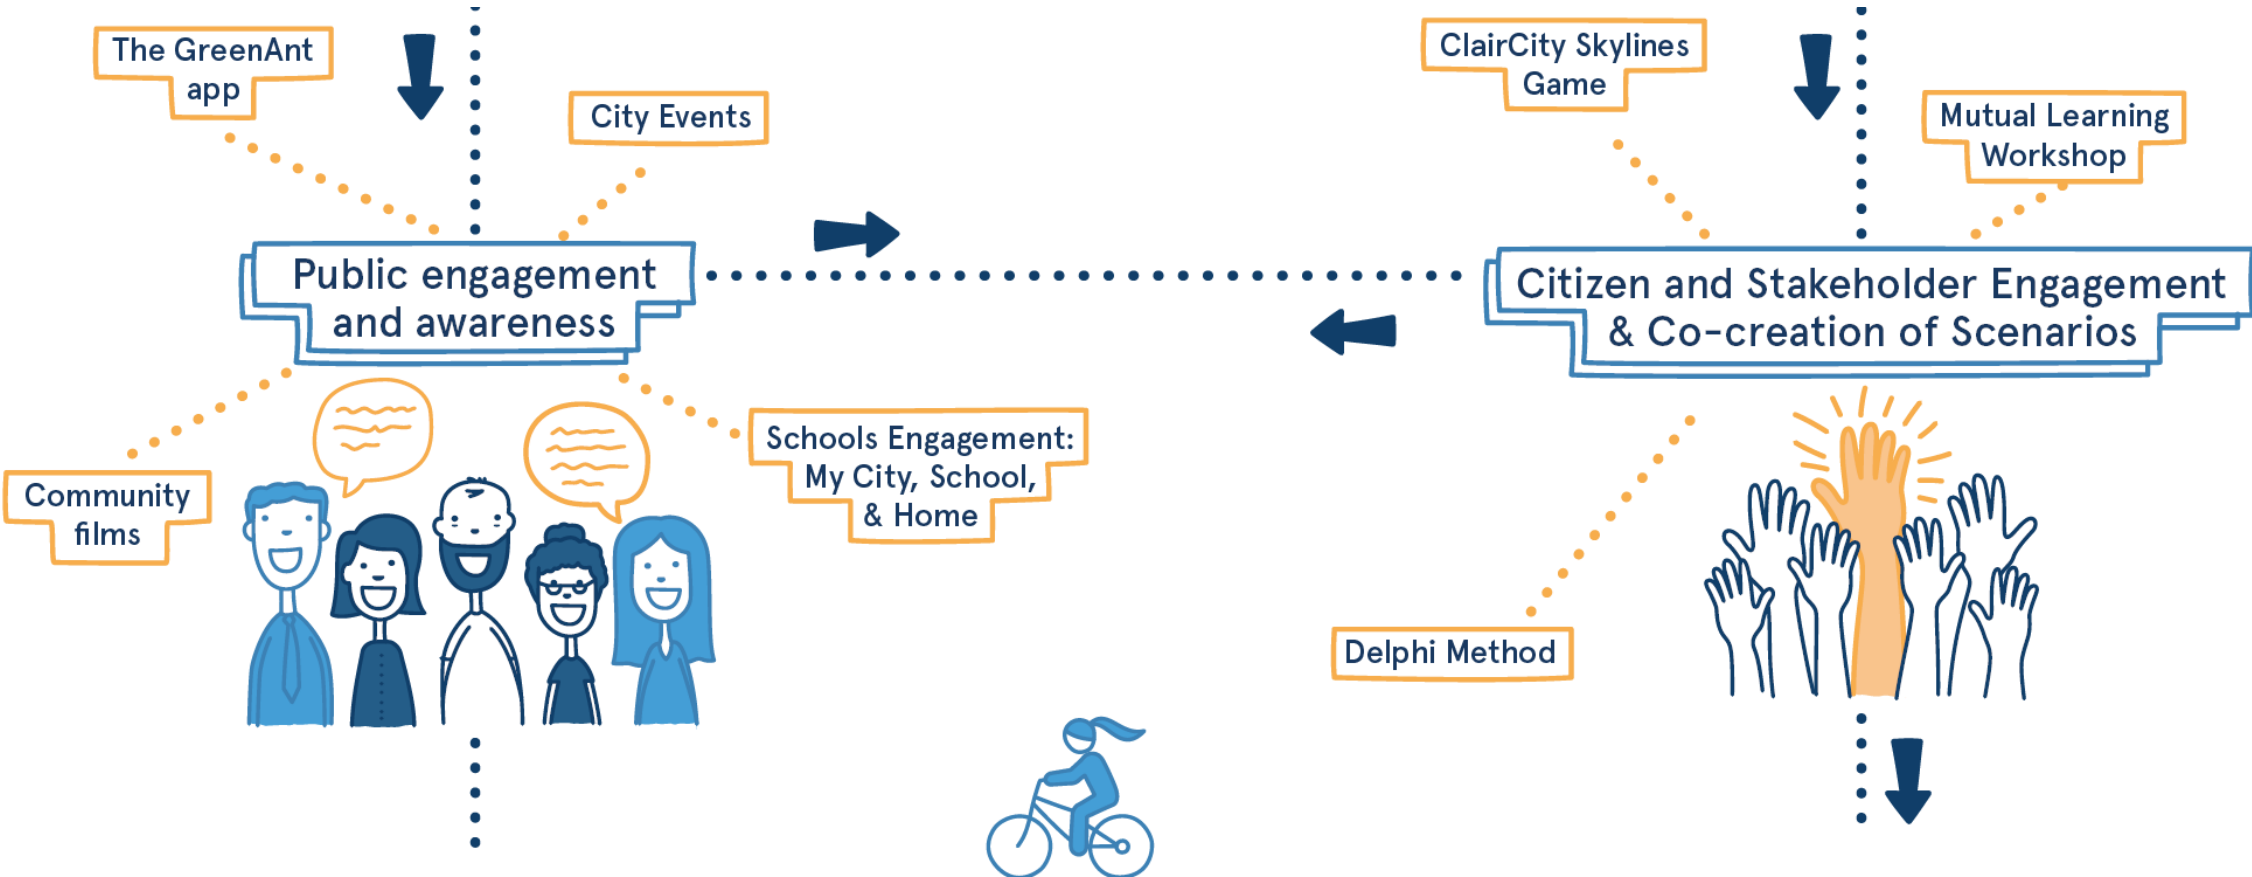 The GreenAnt
app
City Events
ClairCity Skylines
Game
Mutual Learning
Workshop
Public engagement
and awareness
Citizen and Stakeholder Engagement
& Co-creation of Scenarios
Community
films
Schools Engagement:
My City, School,
& Home
Delphi Method